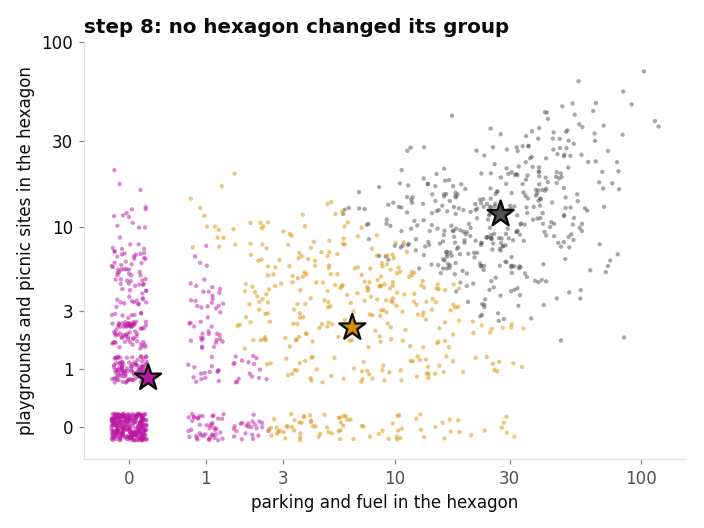 step 8: no hexagon changed its group
100
30
10
3
1
0
playgrounds and picnic sites in the hexagon
0 1 3 10 30 100
parking and fuel in the hexagon